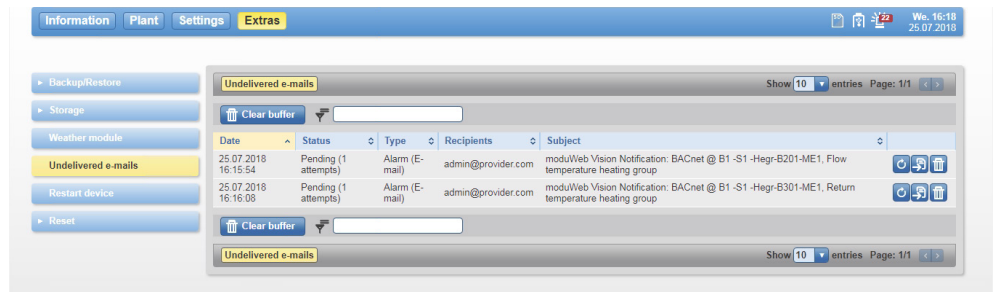 Information Plant Settings Extras
22
We. 16:18
25.07.2018
Backup/Restore
Storage
Weather module
Undelivered e-mails
Restart device
Reset
Undelivered e-mails Show 10 entries Page: 1/1
Clear buffer
Date Status Type Recipients Subject
25.07.2018 16:15:54 Pending (1 attempts) Alarm (E-mail) admin@provider.com moduWeb Vision Notification: BACnet @ B1 -S1 -Hegr-B201-ME1, Flow temperature heating group
25.07.2018 16:16:08 Pending (1 attempts) Alarm (E-mail) admin@provider.com moduWeb Vision Notification: BACnet @ B1 -S1 -Hegr-B301-ME1, Return temperature heating group
Clear buffer
Undelivered e-mails Show 10 entries Page: 1/1